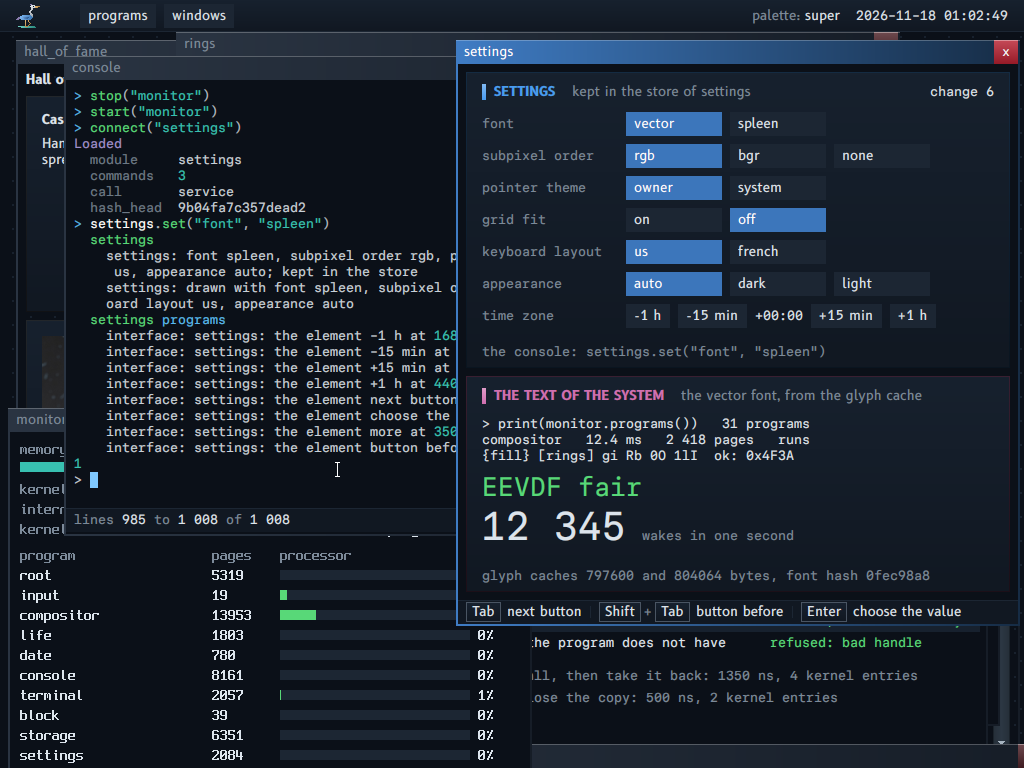 programs windows palette: super 2026-11-18 01:02:49
rings
hall_of_fame
console
> stop("monitor")
> start("monitor")
> connect("settings")
Loaded
module settings
commands 3
call service
hash_head 9b04fa7c357dead2
> settings.set("font", "spleen")
settings
settings: font spleen, subpixel order rgb, p
us, appearance auto; kept in the store
settings: drawn with font spleen, subpixel o
oard layout us, appearance auto
settings programs
interface: settings: the element -1 h at 168
interface: settings: the element -15 min at
interface: settings: the element +15 min at
interface: settings: the element +1 h at 440
interface: settings: the element next button
interface: settings: the element choose the
interface: settings: the element more at 350
interface: settings: the element button befo
1
>
lines 985 to 1 008 of 1 008
settings x
SETTINGS kept in the store of settings change 6
font vector spleen
subpixel order rgb bgr none
pointer theme owner system
grid fit on off
keyboard layout us french
appearance auto dark light
time zone -1 h -15 min +00:00 +15 min +1 h
the console: settings.set("font", "spleen")
THE TEXT OF THE SYSTEM the vector font, from the glyph cache
> print(monitor.programs()) 31 programs
compositor 12.4 ms 2 418 pages runs
{fill} [rings] gi Rb 0O 1lI ok: 0x4F3A
EEVDF fair
12 345 wakes in one second
glyph caches 797600 and 804064 bytes, font hash 0fec98a8
Tab next button Shift + Tab button before Enter choose the value
Hall o
Cas
Han
spre
monitor
memory
kernel
intern
kernel
program pages processor
root 5319
input 19
compositor 13953
life 1803 0%
date 780 0%
console 8161 0%
terminal 2057 1%
block 39 0%
storage 6351 0%
settings 2084 0%
the program does not have refused: bad handle
all, then take it back: 1350 ns, 4 kernel entries
lose the copy: 500 ns, 2 kernel entries